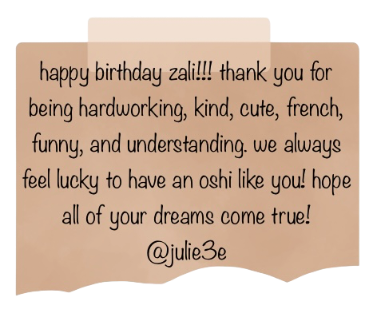 happy birthday zali!!! thank you for
being hardworking, kind, cute, french,
funny, and understanding. we always
feel lucky to have an oshi like you! hope
all of your dreams come true!
@julie3e